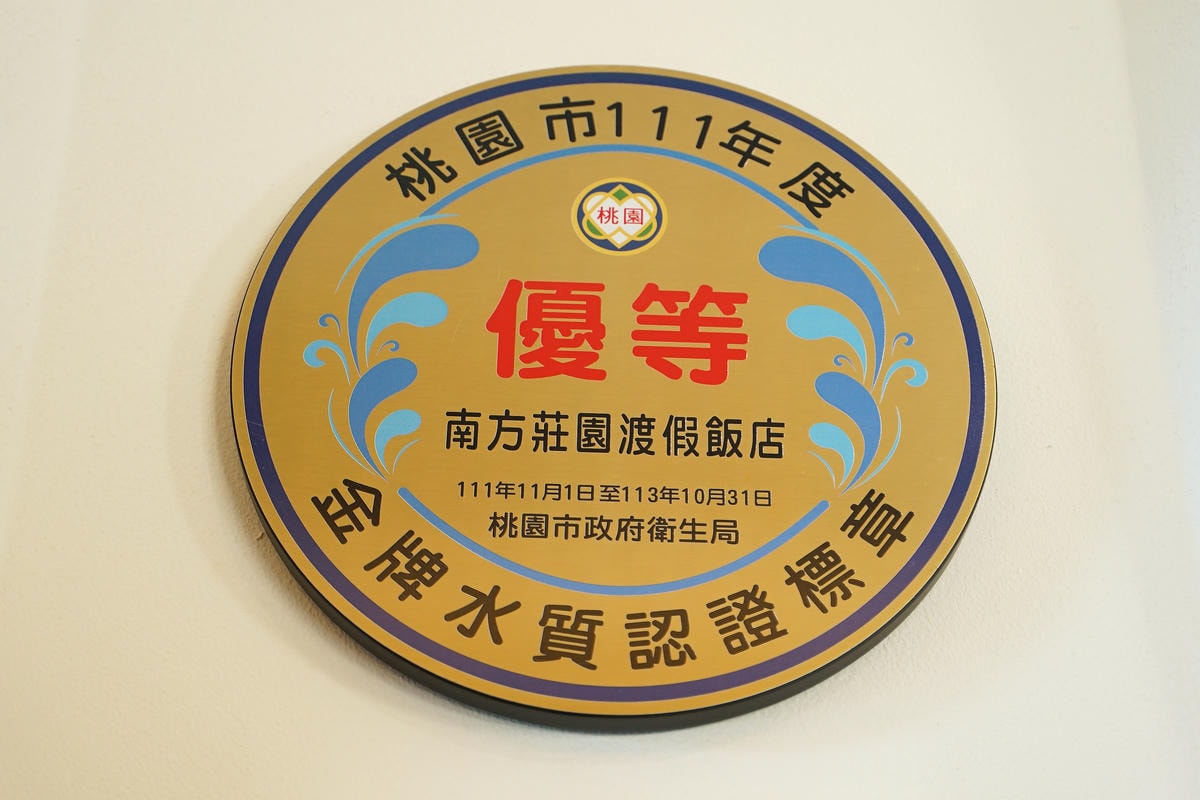 桃園市111年度
桃園
優等
南方莊園渡假飯店
111年11月1日至113年10月31日
桃園市政府衛生局
金牌水質認證標章